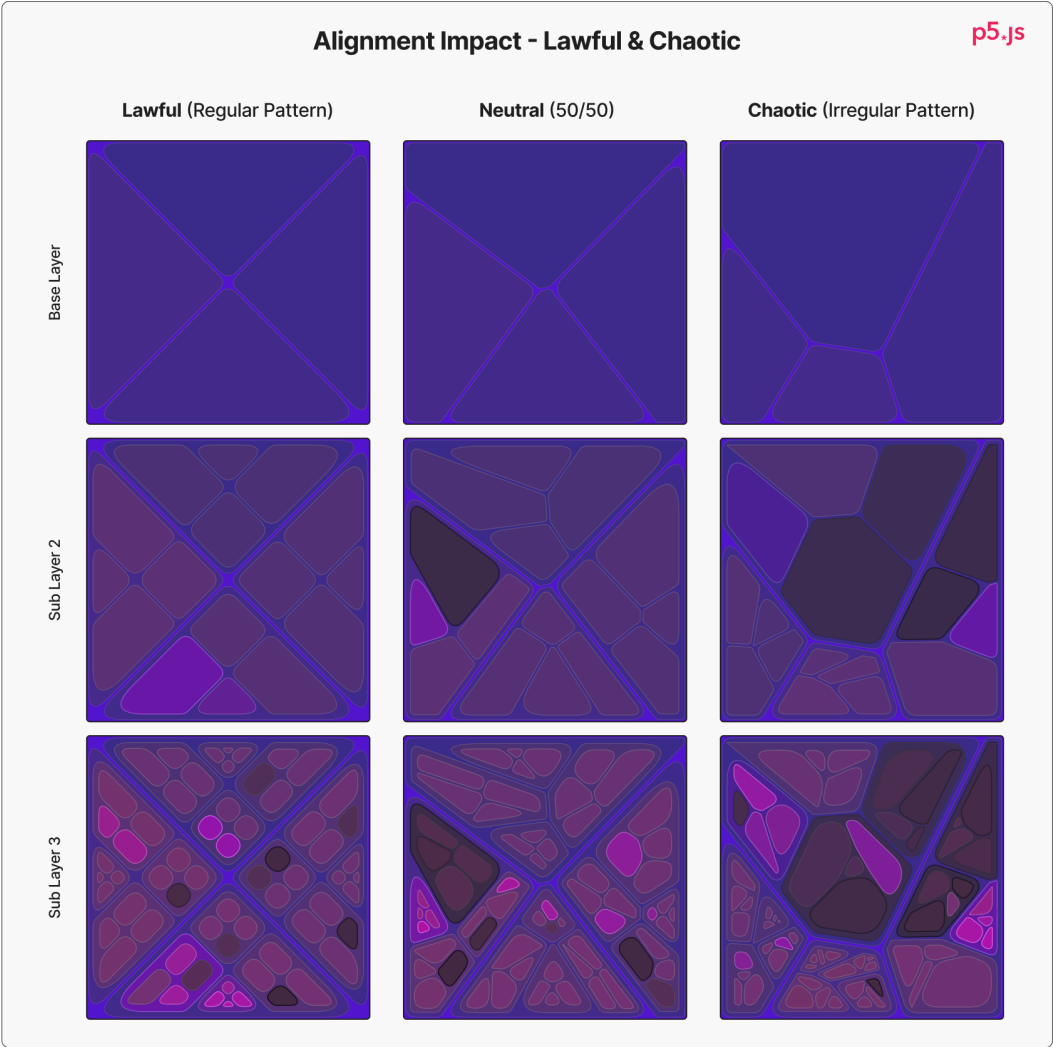 Alignment Impact - Lawful & Chaotic
p5*js
Lawful (Regular Pattern)
Neutral (50/50)
Chaotic (Irregular Pattern)
Base Layer
Sub Layer 2
Sub Layer 3